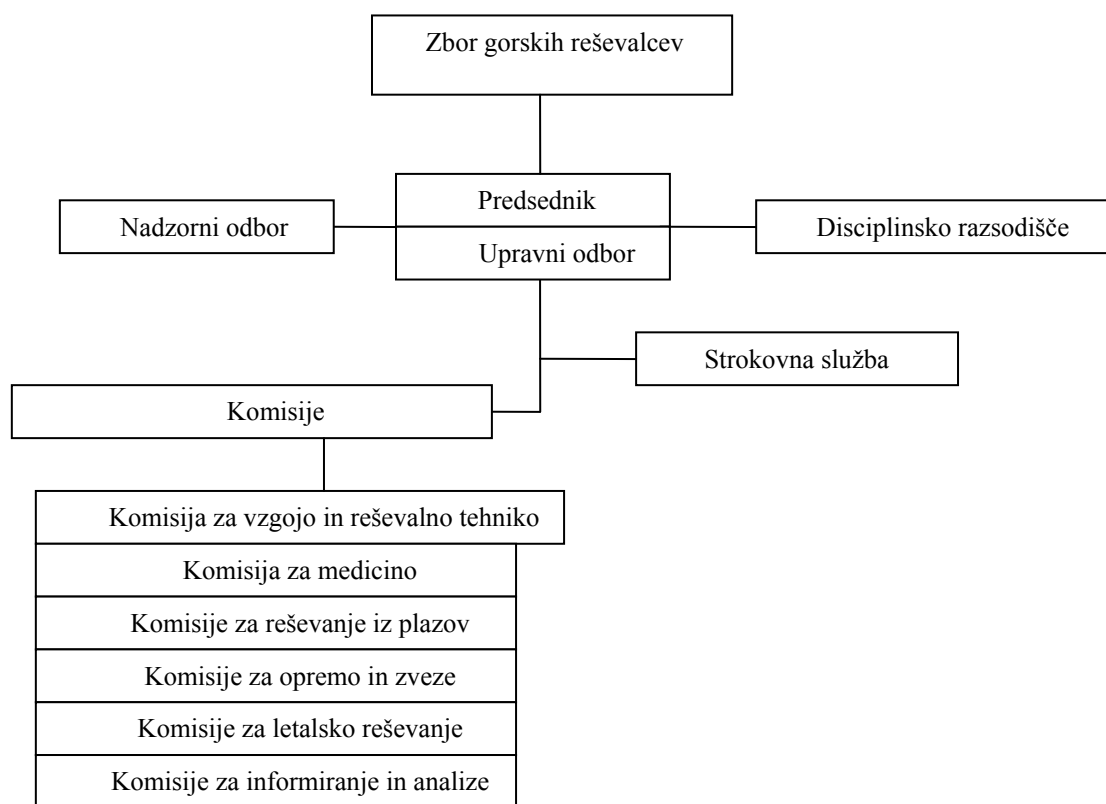 Zbor gorskih reševalcev
Predsednik
Nadzorni odbor
Disciplinsko razsodišče
Upravni odbor
Strokovna služba
Komisije
Komisija za vzgojo in reševalno tehniko
Komisija za medicino
Komisije za reševanje iz plazov
Komisije za opremo in zveze
Komisije za letalsko reševanje
Komisije za informiranje in analize